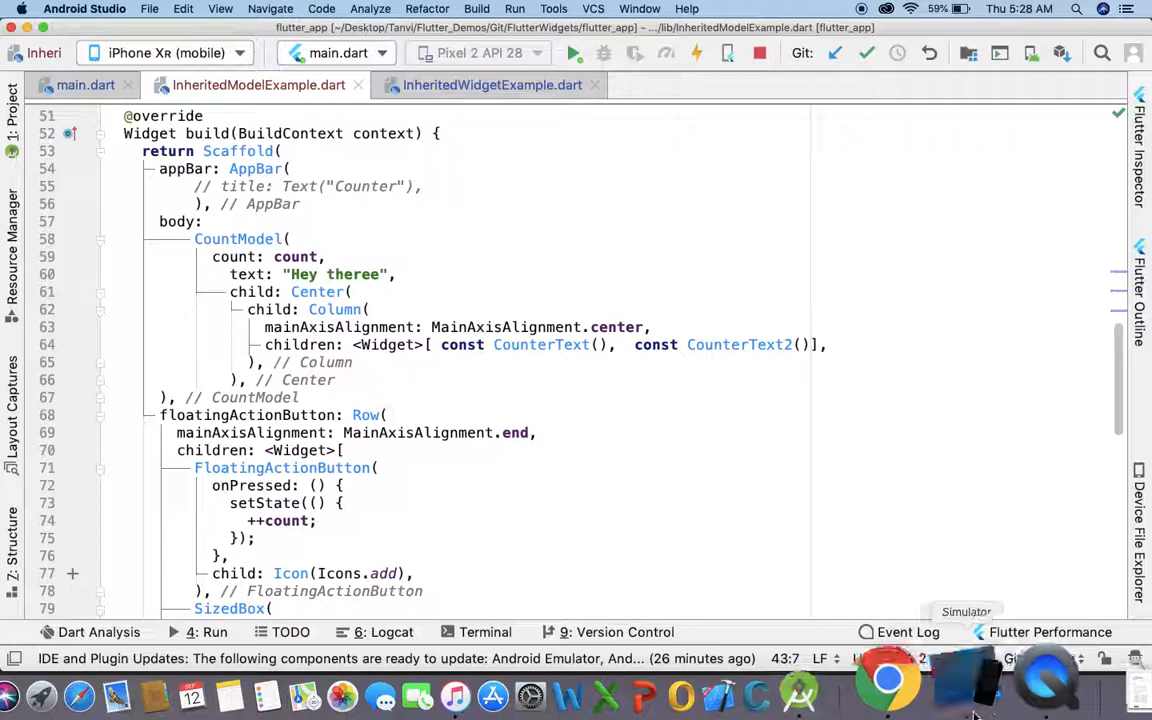 Android Studio File Edit View Navigate Code Analyze Refactor Build Run Tools VCS Window Help 59% Thu 5:28 AM
flutter_app [~/Desktop/Tanvi/Flutter_Demos/Git/FlutterWidgets/flutter_app] - .../lib/InheritedModelExample.dart [flutter_app]
Inheri iPhone Xʀ (mobile) main.dart Pixel 2 API 28 Git:
main.dart InheritedModelExample.dart InheritedWidgetExample.dart
1: Project
Resource Manager
Layout Captures
Z: Structure
51 @override
52 Widget build(BuildContext context) {
53 return Scaffold(
54 appBar: AppBar(
55 // title: Text("Counter"),
56 ), // AppBar
57 body:
58 CountModel(
59 count: count,
60 text: "Hey theree",
61 child: Center(
62 child: Column(
63 mainAxisAlignment: MainAxisAlignment.center,
64 children: <Widget>[ const CounterText(), const CounterText2()],
65 ), // Column
66 ), // Center
67 ), // CountModel
68 floatingActionButton: Row(
69 mainAxisAlignment: MainAxisAlignment.end,
70 children: <Widget>[
71 FloatingActionButton(
72 onPressed: () {
73 setState(() {
74 ++count;
75 });
76 },
77 child: Icon(Icons.add),
78 ), // FloatingActionButton
79 SizedBox(
Flutter Inspector
Flutter Outline
Device File Explorer
Simulator
Dart Analysis 4: Run TODO 6: Logcat Terminal 9: Version Control Event Log Flutter Performance
IDE and Plugin Updates: The following components are ready to update: Android Emulator, And... (26 minutes ago) 43:7 LF
SEP
12